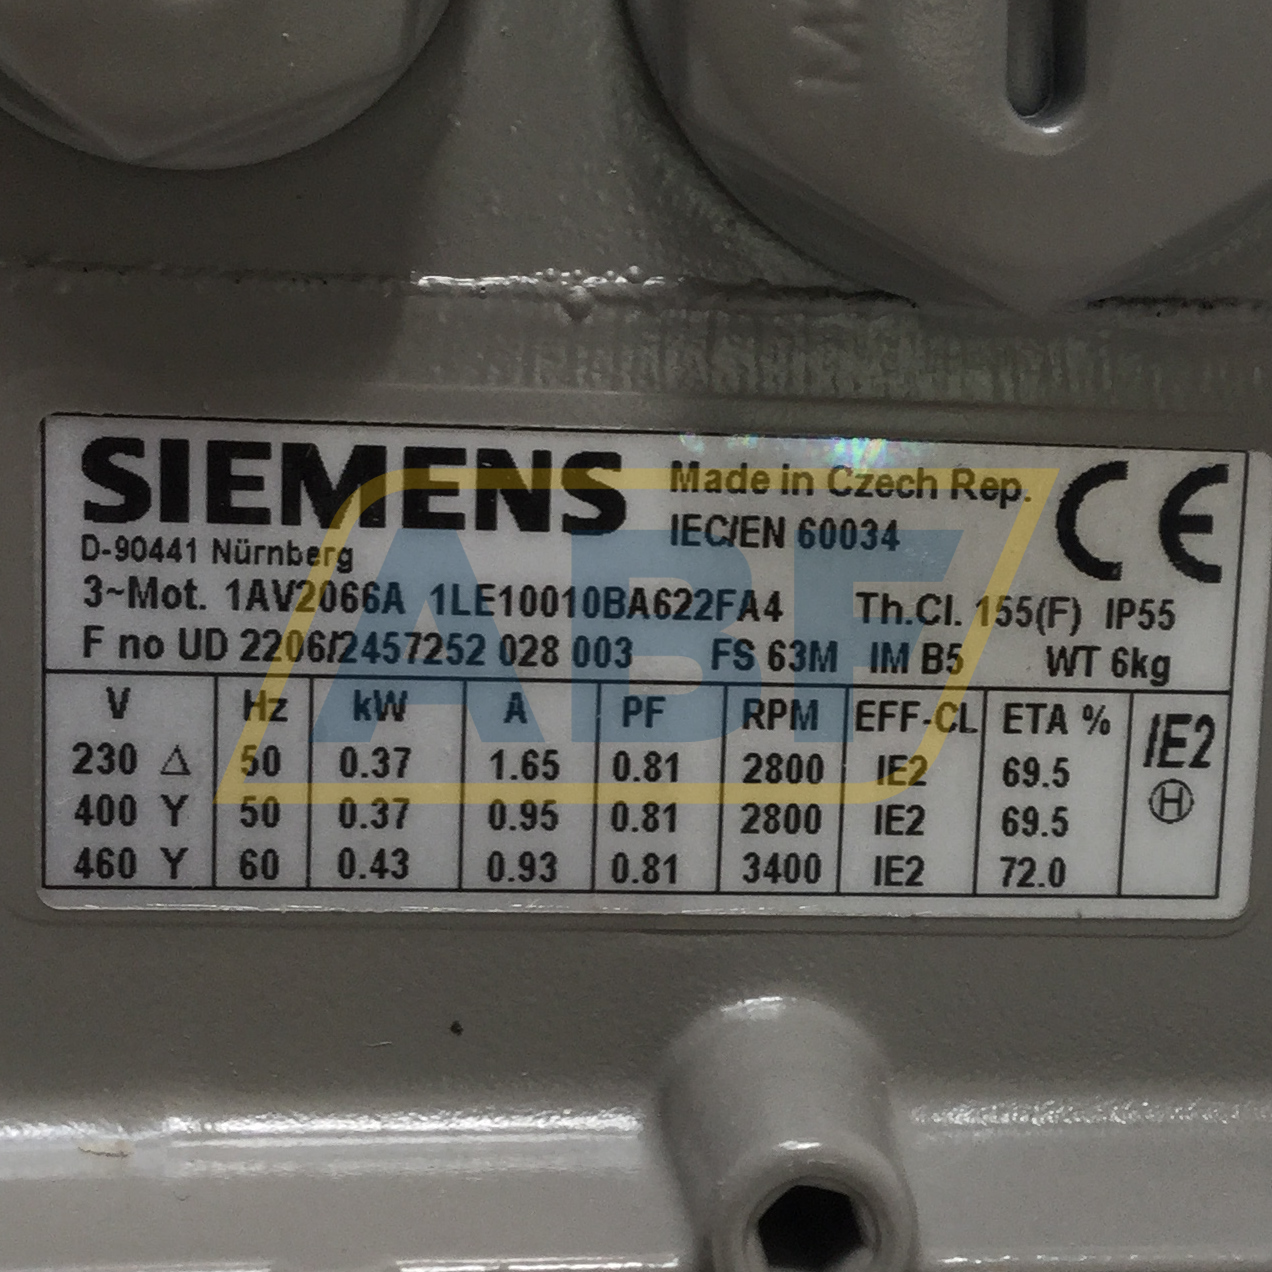 M
SIEMENS
Made in Czech Rep.
IEC/EN 60034
CE
D-90441 Nürnberg
3~Mot. 1AV2066A 1LE10010BA622FA4 Th.Cl. 155(F) IP55
F no UD 2206/2457252 028 003 FS 63M IM B5 WT 6kg
V Hz kW A PF RPM EFF-CL ETA % IE2
230 Δ 50 0.37 1.65 0.81 2800 IE2 69.5 Ⓗ
400 Y 50 0.37 0.95 0.81 2800 IE2 69.5
460 Y 60 0.43 0.93 0.81 3400 IE2 72.0
ABF